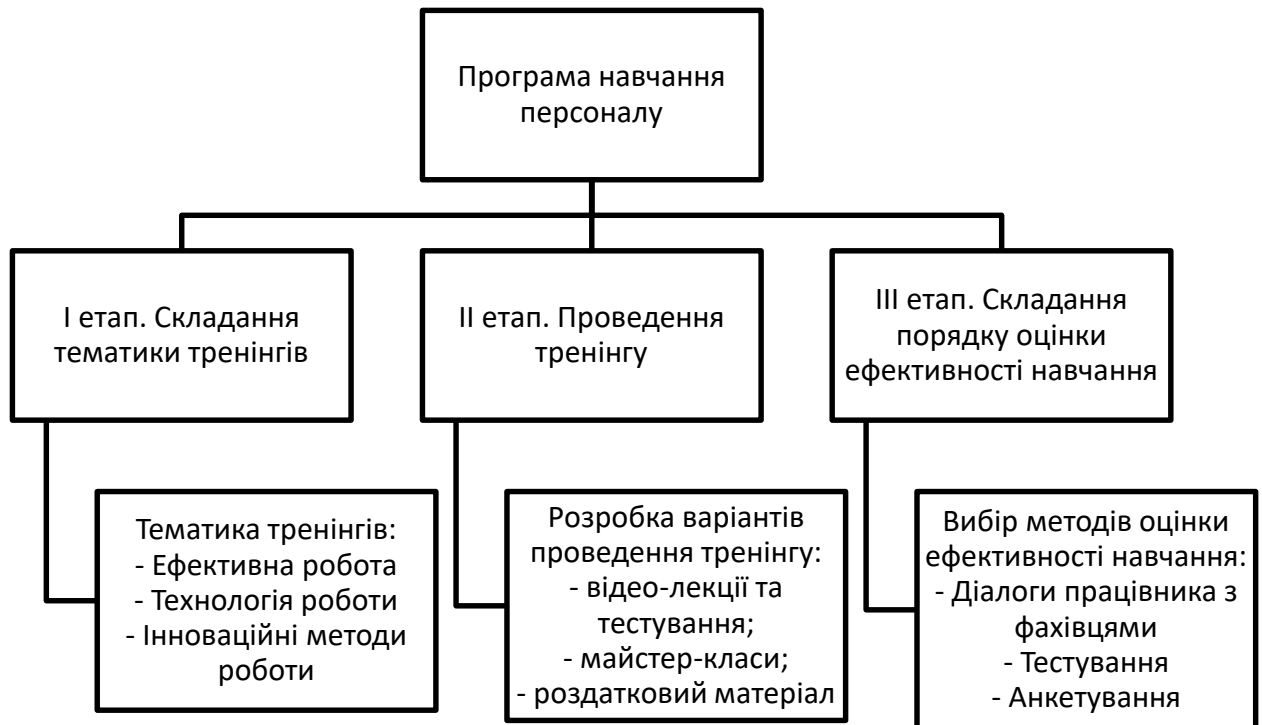 Програма навчання
персоналу
І етап. Складання
тематики тренінгів
ІІ етап. Проведення
тренінгу
ІІІ етап. Складання
порядку оцінки
ефективності навчання
Тематика тренінгів:
- Ефективна робота
- Технологія роботи
- Інноваційні методи
роботи
Розробка варіантів
проведення тренінгу:
- відео-лекції та
тестування;
- майстер-класи;
- роздатковий матеріал
Вибір методів оцінки
ефективності навчання:
- Діалоги працівника з
фахівцями
- Тестування
- Анкетування